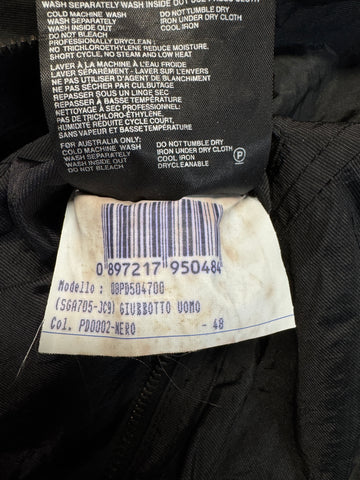 WASH SEPARATELY
COLD MACHINE WASH
WASH SEPARATELY
WASH INSIDE OUT
DO NOT BLEACH
DO NOT TUMBLE DRY
IRON UNDER DRY CLOTH
COOL IRON
PROFESSIONALLY DRYCLEAN,
NO TRICHLOROETHYLENE REDUCE MOISTURE,
SHORT CYCLE, NO STEAM AND LOW HEAT
LAVER À LA MACHINE À L'EAU FROIDE
LAVER SÉPARÉMENT - LAVER À L'ENVERS
NE PAS UTILISER D'AGENT DE BLANCHIMENT
NE PAS SÉCHER PAR CULBUTAGE
REPASSER SOUS UN LINGE SEC
REPASSER À BASSE TEMPÉRATURE
NETTOYAGE À SEC PROFESSIONNEL:
PAS DE TRICHLORO-ÉTHYLÈNE,
HUMIDITÉ RÉDUITE CYCLE COURT,
SANS VAPEUR ET BASSE TEMPÉRATURE
FOR AUSTRALIA ONLY:
COLD MACHINE WASH
WASH SEPARATELY
WASH INSIDE OUT
DO NOT BLEACH
DO NOT TUMBLE DRY
IRON UNDER DRY CLOTH
COOL IRON
DRYCLEANABLE
P
0 897217 950484
Modello : 08PD504700
(SGA705-JC9) GIUBBOTTO UOMO
Col. PD0002-NERO - 48